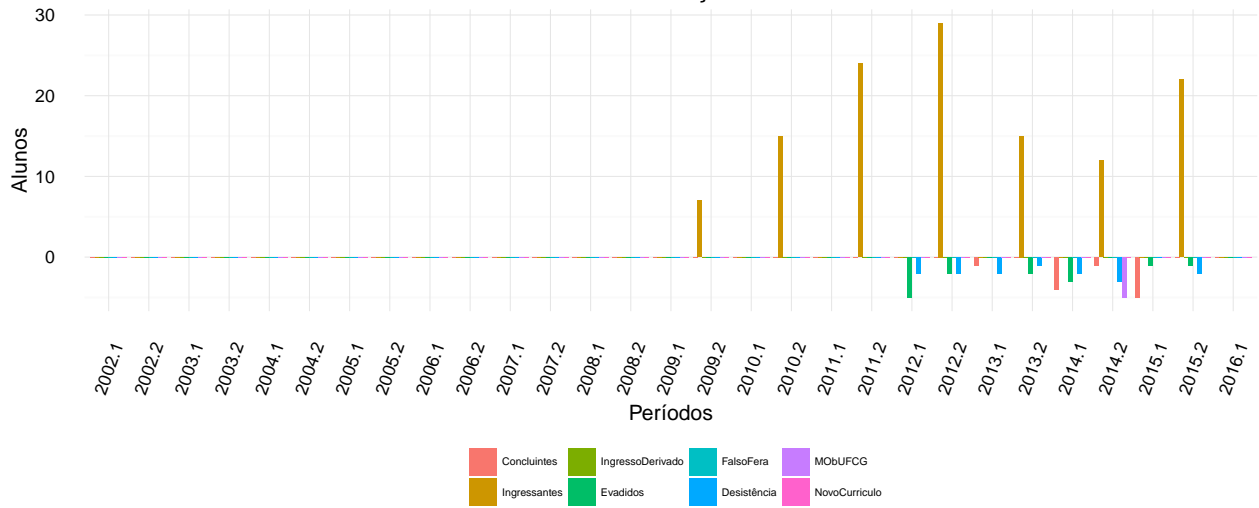 30
20
10
0
Alunos
2002.1 2002.2 2003.1 2003.2 2004.1 2004.2 2005.1 2005.2 2006.1 2006.2 2007.1 2007.2 2008.1 2008.2 2009.1 2009.2 2010.1 2010.2 2011.1 2011.2 2012.1 2012.2 2013.1 2013.2 2014.1 2014.2 2015.1 2015.2 2016.1
Períodos
Concluintes IngressoDerivado FalsoFera MObUFCG
Ingressantes Evadidos Desistência NovoCurriculo